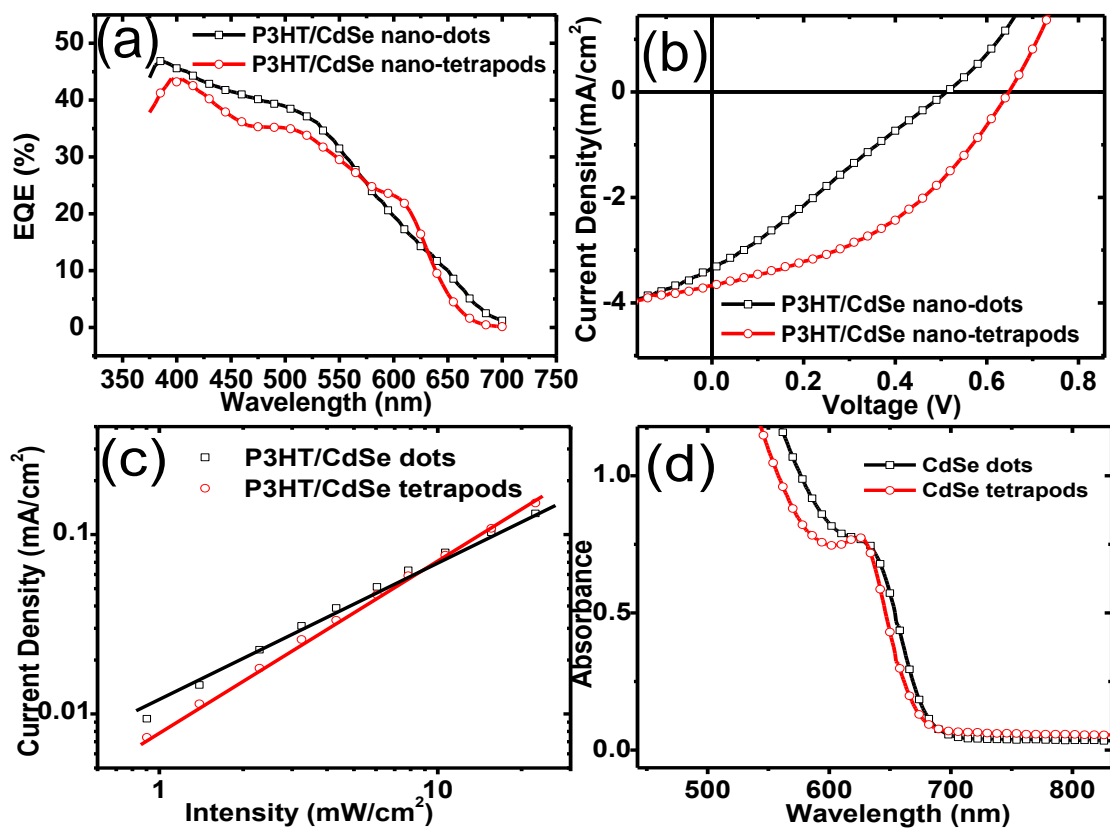 (a)
P3HT/CdSe nano-dots
P3HT/CdSe nano-tetrapods
EQE (%)
50
40
30
20
10
0
350 400 450 500 550 600 650 700 750
Wavelength (nm)
(b)
Current Density(mA/cm²)
0
-2
-4
P3HT/CdSe nano-dots
P3HT/CdSe nano-tetrapods
0.0 0.2 0.4 0.6 0.8
Voltage (V)
(c)
P3HT/CdSe dots
P3HT/CdSe tetrapods
Current Density (mA/cm²)
0.1
0.01
1 10
Intensity (mW/cm²)
(d)
CdSe dots
CdSe tetrapods
Absorbance
1.0
0.5
0.0
500 600 700 800
Wavelength (nm)